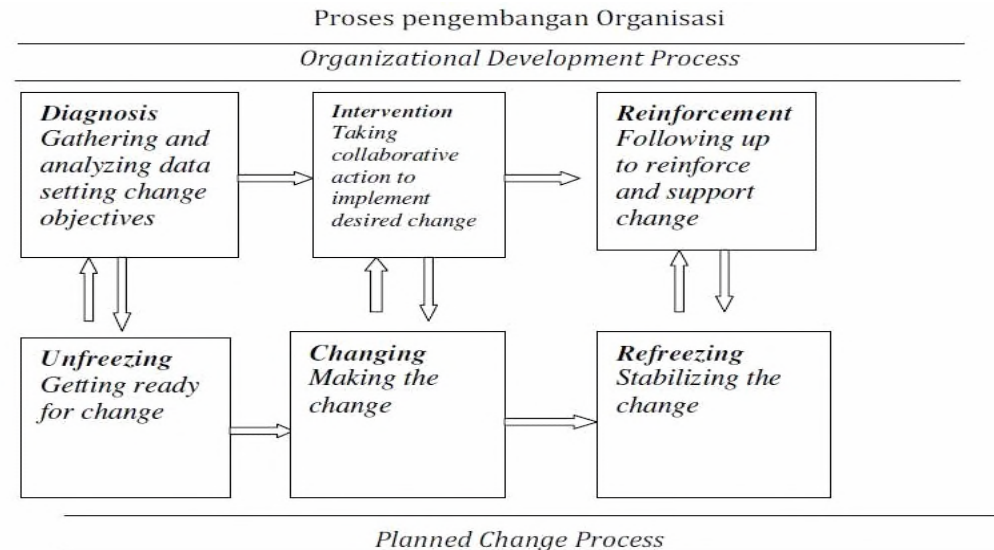 Proses pengembangan Organisasi
Organizational Development Process
Diagnosis
Gathering and
analyzing data
setting change
objectives
Intervention
Taking
collaborative
action to
implement
desired change
Reinforcement
Following up
to reinforce
and support
change
Unfreezing
Getting ready
for change
Changing
Making the
change
Refreezing
Stabilizing the
change
Planned Change Process